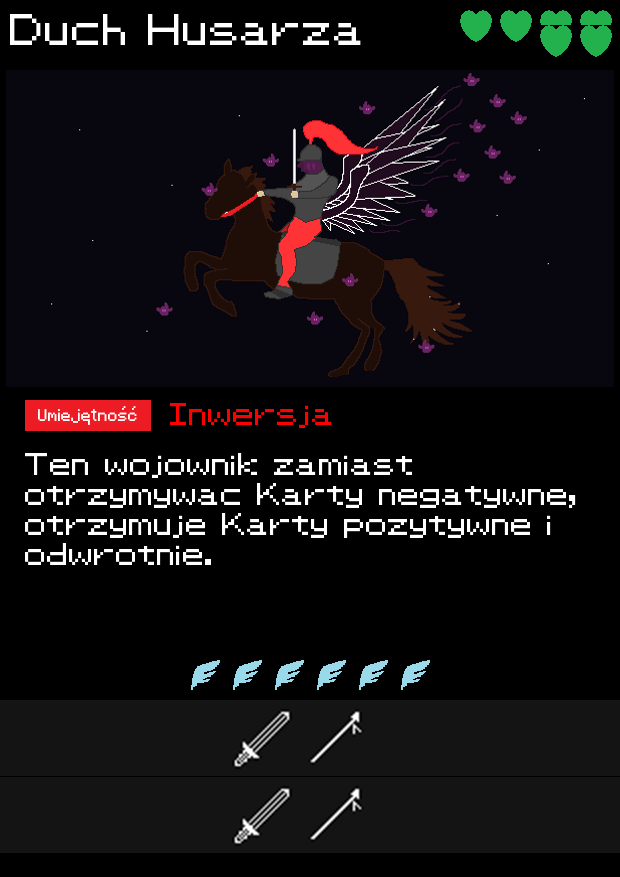 Duch Husarza
Umiejętność Inwersja
Ten wojownik zamiast
otrzymywac Karty negatywne,
otrzymuje Karty pozytywne i
odwrotnie.